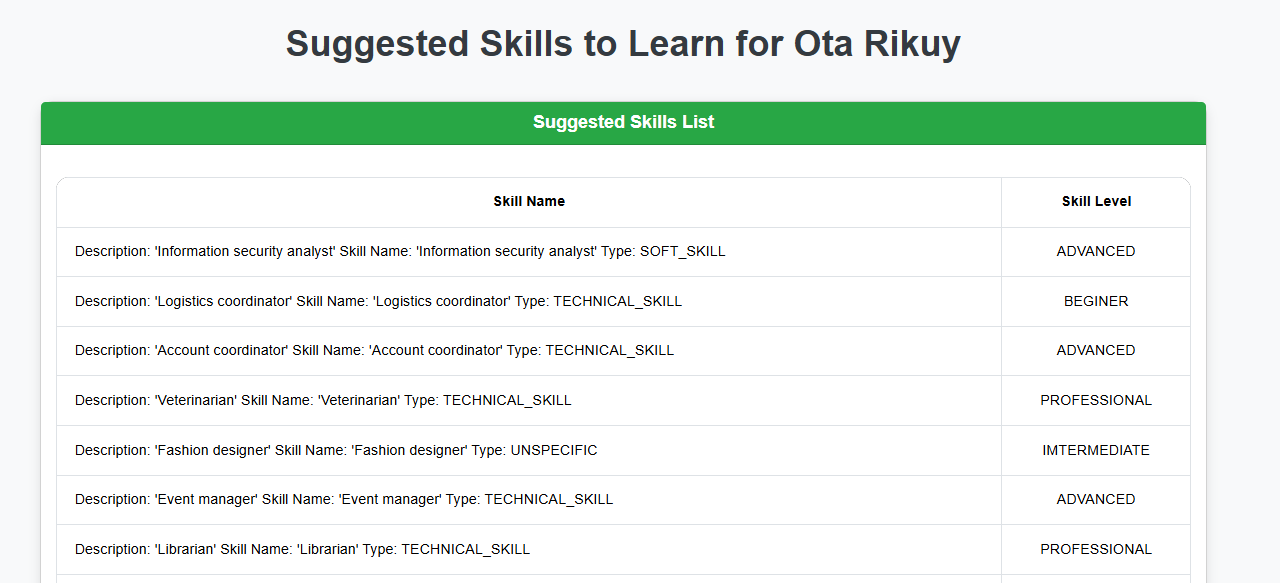 Suggested Skills to Learn for Ota Rikuy
Suggested Skills List
Skill Name Skill Level
Description: 'Information security analyst' Skill Name: 'Information security analyst' Type: SOFT_SKILL ADVANCED
Description: 'Logistics coordinator' Skill Name: 'Logistics coordinator' Type: TECHNICAL_SKILL BEGINER
Description: 'Account coordinator' Skill Name: 'Account coordinator' Type: TECHNICAL_SKILL ADVANCED
Description: 'Veterinarian' Skill Name: 'Veterinarian' Type: TECHNICAL_SKILL PROFESSIONAL
Description: 'Fashion designer' Skill Name: 'Fashion designer' Type: UNSPECIFIC IMTERMEDIATE
Description: 'Event manager' Skill Name: 'Event manager' Type: TECHNICAL_SKILL ADVANCED
Description: 'Librarian' Skill Name: 'Librarian' Type: TECHNICAL_SKILL PROFESSIONAL